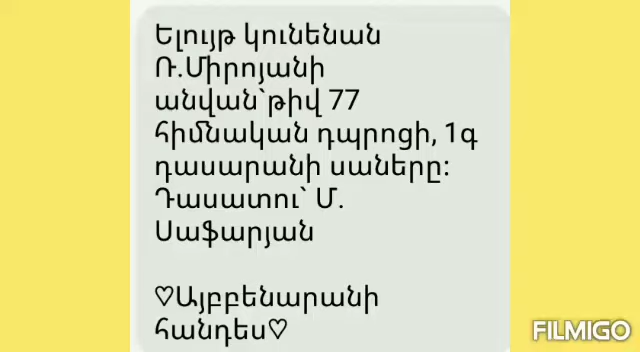 Ելույթ կունենան
Ռ.Միրոյանի
անվան`թիվ 77
հիմնական դպրոցի, 1գ
դասարանի սաները:
Դասատու` Մ.
Սաֆարյան
♡Այբբենարանի
հանդես♡
FILMIGO